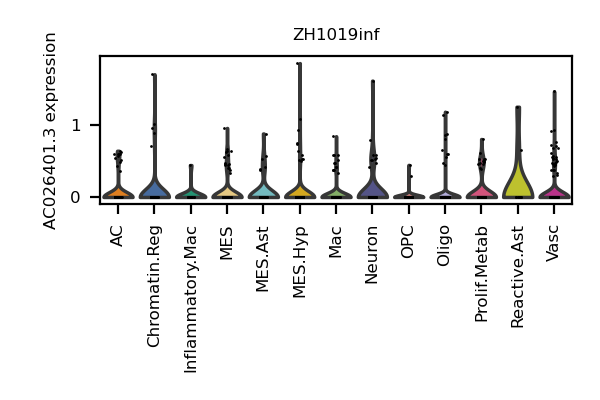 ZH1019inf
AC026401.3 expression
1
0
AC
Chromatin.Reg
Inflammatory.Mac
MES
MES.Ast
MES.Hyp
Mac
Neuron
OPC
Oligo
Prolif.Metab
Reactive.Ast
Vasc